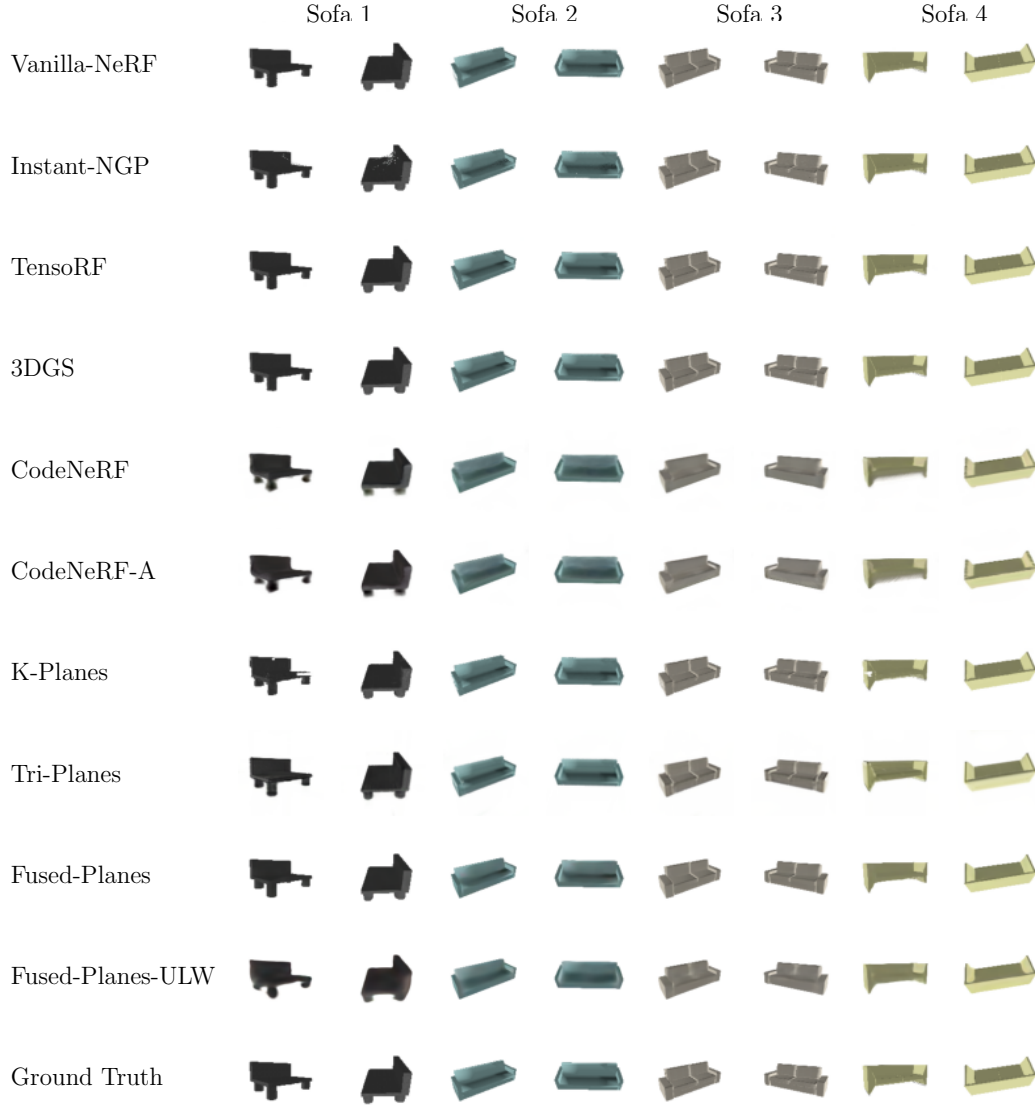 Sofa 1 Sofa 2 Sofa 3 Sofa 4
Vanilla-NeRF
Instant-NGP
TensoRF
3DGS
CodeNeRF
CodeNeRF-A
K-Planes
Tri-Planes
Fused-Planes
Fused-Planes-ULW
Ground Truth